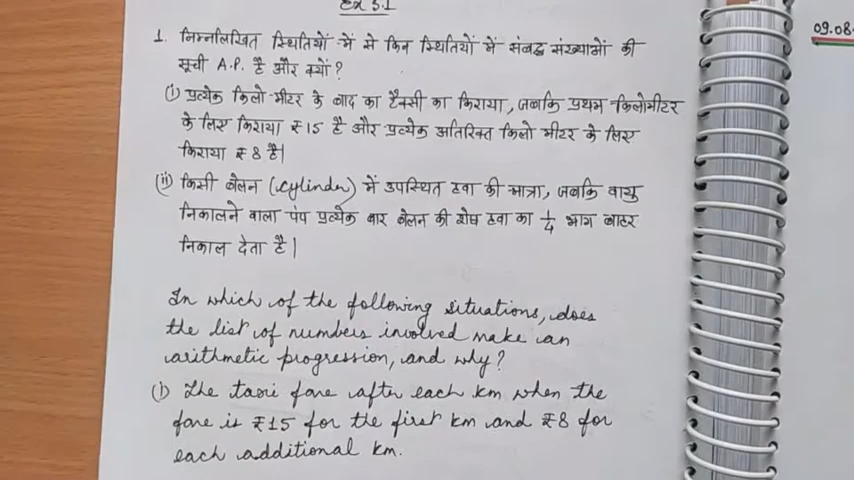 Ex 5.1
09.08
1. निम्नलिखित स्थितियों में से किन स्थितियों में संबद्ध संख्याओं की
सूची A.P. है और क्यों?
(i) प्रत्येक किलो मीटर के बाद का टैक्सी का किराया, जबकि प्रथम किलोमीटर
के लिए किराया ₹15 है और प्रत्येक अतिरिक्त किलो मीटर के लिए
किराया ₹ 8 है।
(ii) किसी बेलन (cylinder) में उपस्थित हवा की मात्रा, जबकि वायु
निकालने वाला पंप प्रत्येक बार बेलन की शेष हवा का 1/4 भाग बाहर
निकाल देता है।
In which of the following situations, does
the list of numbers involved make an
arithmetic progression, and why?
(i) The taxi fare after each km when the
fare is ₹15 for the first km and ₹8 for
each additional km.